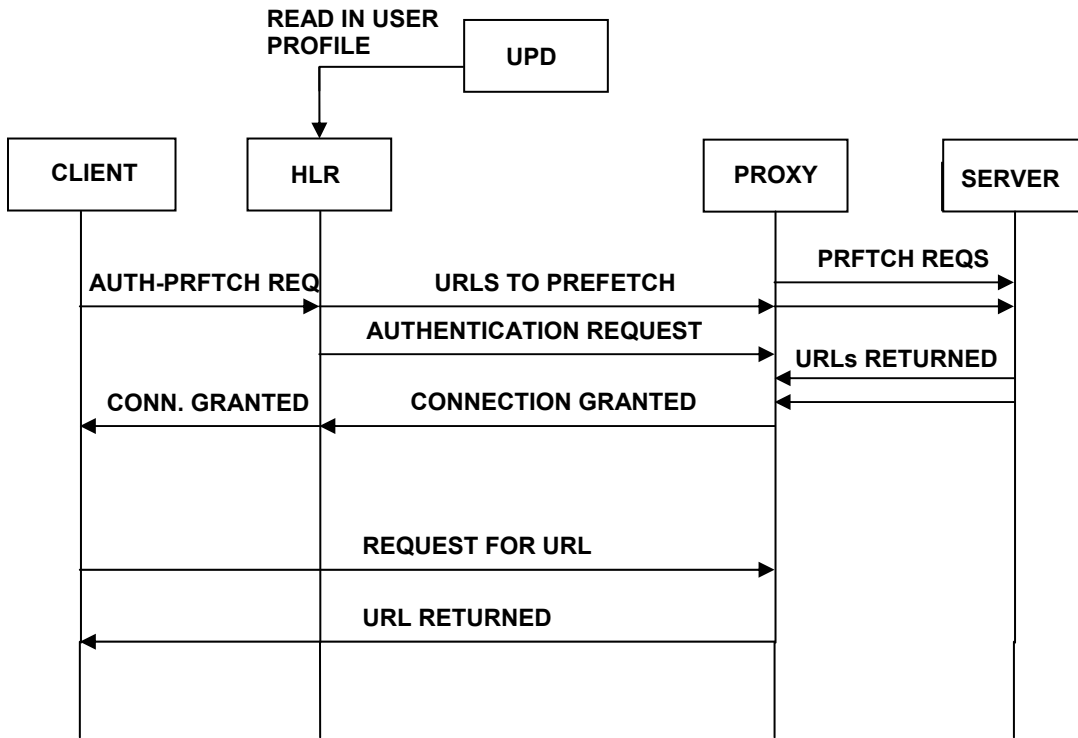 READ IN USER
PROFILE
UPD
CLIENT
HLR
PROXY
SERVER
PRFTCH REQS
AUTH-PRFTCH REQ
URLS TO PREFETCH
AUTHENTICATION REQUEST
URLs RETURNED
CONN. GRANTED
CONNECTION GRANTED
REQUEST FOR URL
URL RETURNED